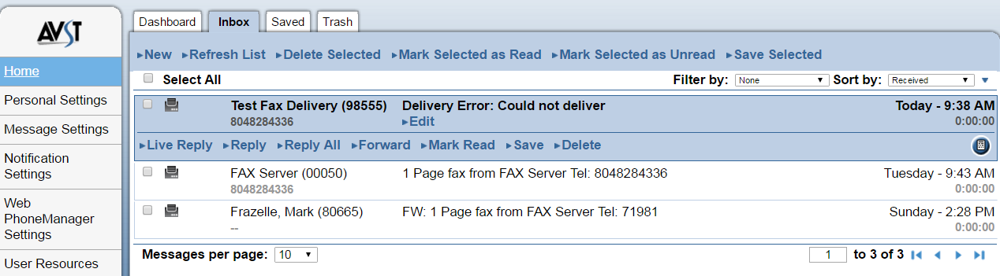 AVST
Dashboard Inbox Saved Trash
New Refresh List Delete Selected Mark Selected as Read Mark Selected as Unread Save Selected
Home
Select All Filter by: None Sort by: Received
Personal Settings
Test Fax Delivery (98555) Delivery Error: Could not deliver Today - 9:38 AM
8048284336 Edit 0:00:00
Message Settings
Live Reply Reply Reply All Forward Mark Read Save Delete
Notification
Settings
FAX Server (00050) 1 Page fax from FAX Server Tel: 8048284336 Tuesday - 9:43 AM
8048284336 0:00:00
Web
PhoneManager
Settings
Frazelle, Mark (80665) FW: 1 Page fax from FAX Server Tel: 71981 Sunday - 2:28 PM
-- 0:00:00
User Resources
Messages per page: 10 1 to 3 of 3